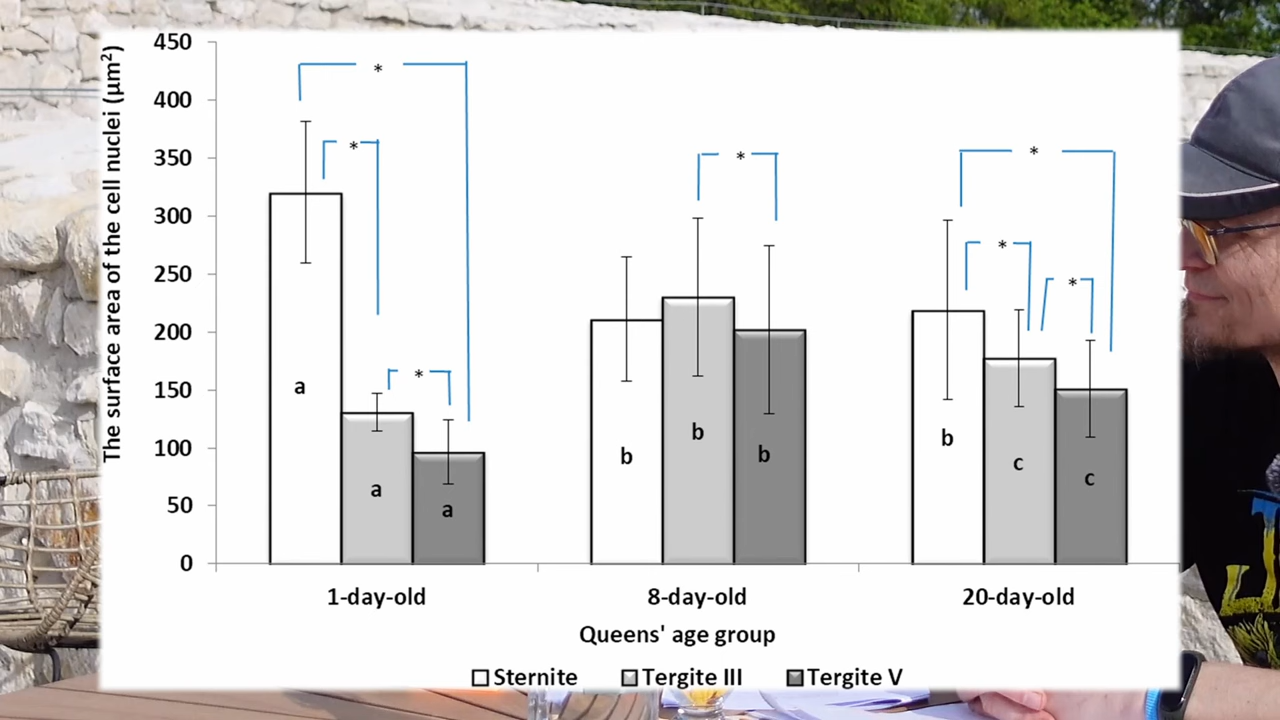 The surface area of the cell nuclei (µm²)
450
400
350
300
250
200
150
100
50
0
*
*
*
*
*
*
*
a
a
a
b
b
b
b
c
c
1-day-old
8-day-old
20-day-old
Queens' age group
Sternite
Tergite III
Tergite V